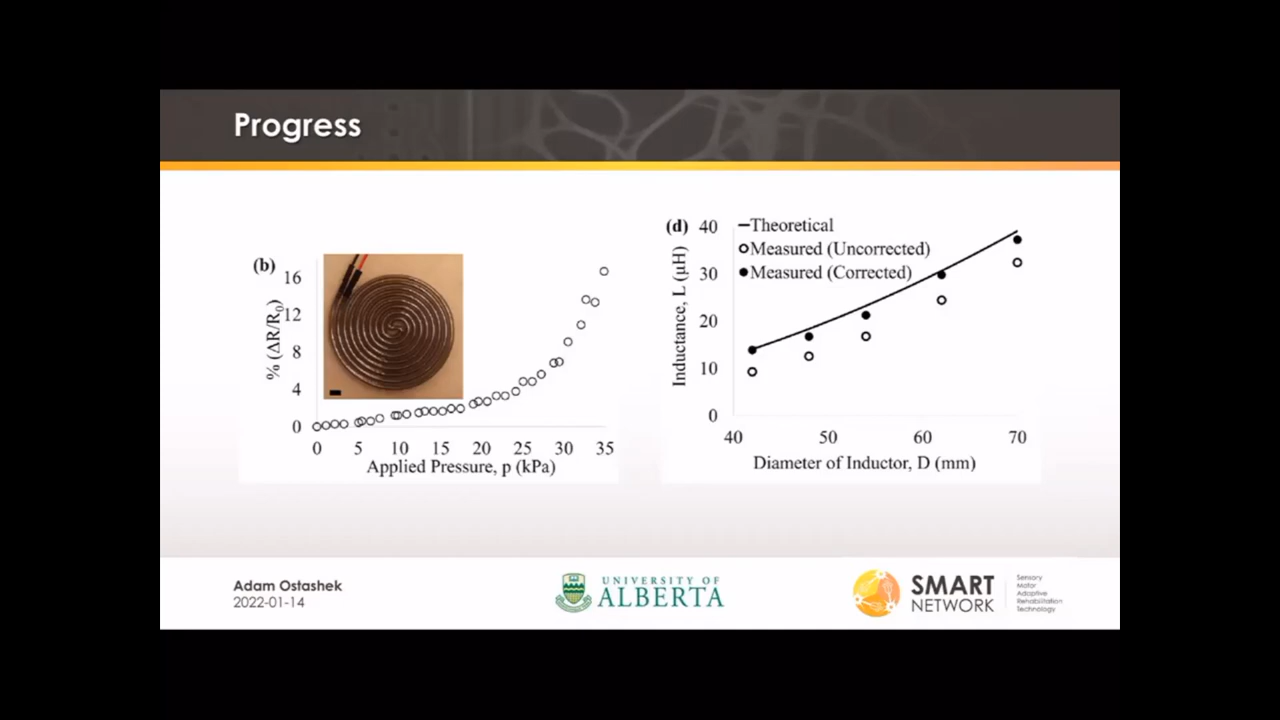 Progress
(b)
% (ΔR/R0)
16
12
8
4
0
0 5 10 15 20 25 30 35
Applied Pressure, p (kPa)
(d)
Inductance, L (μH)
40
30
20
10
0
Theoretical
Measured (Uncorrected)
Measured (Corrected)
40 50 60 70
Diameter of Inductor, D (mm)
Adam Ostashek
2022-01-14
UNIVERSITY OF
ALBERTA
SMART
NETWORK
Sensory
Motor
Adaptive
Rehabilitation
Technology